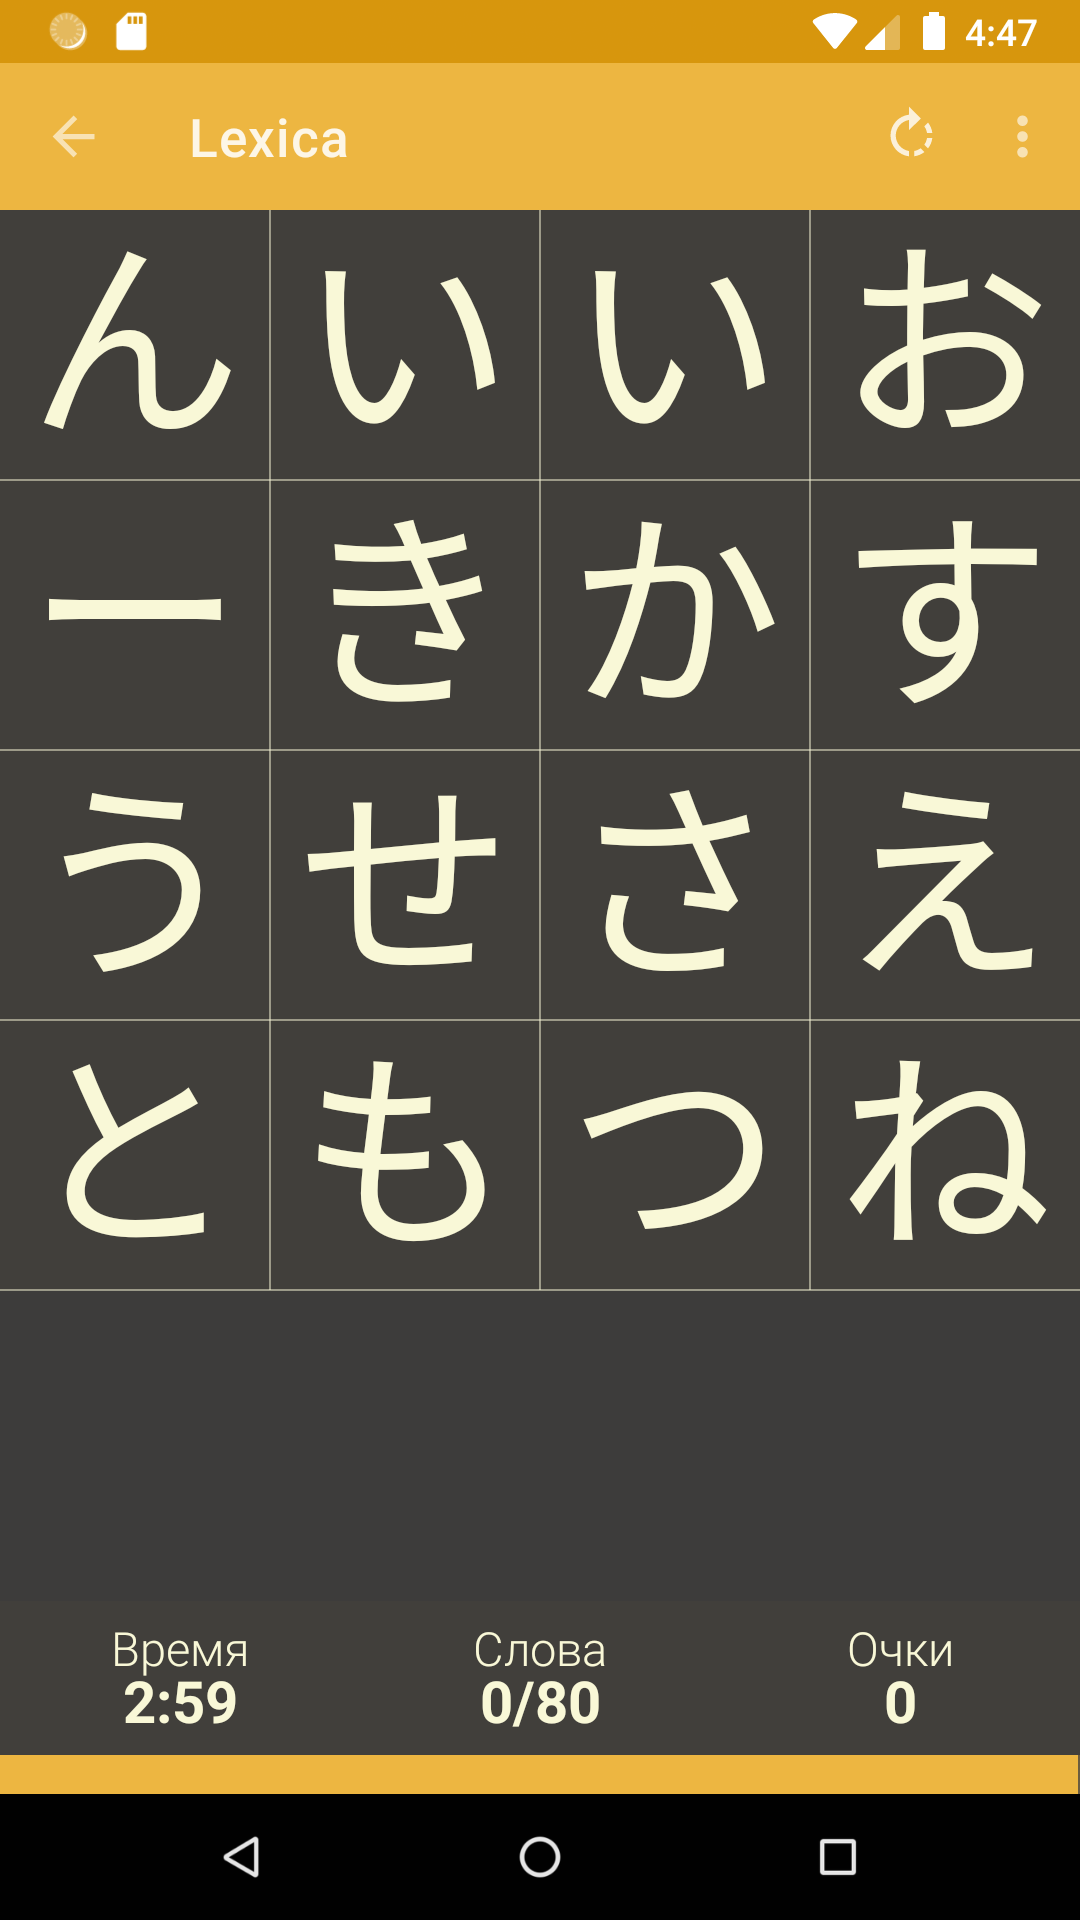 4:47
Lexica
ん い い お
ー き か す
う せ さ え
と も つ ね
Время Слова Очки
2:59 0/80 0